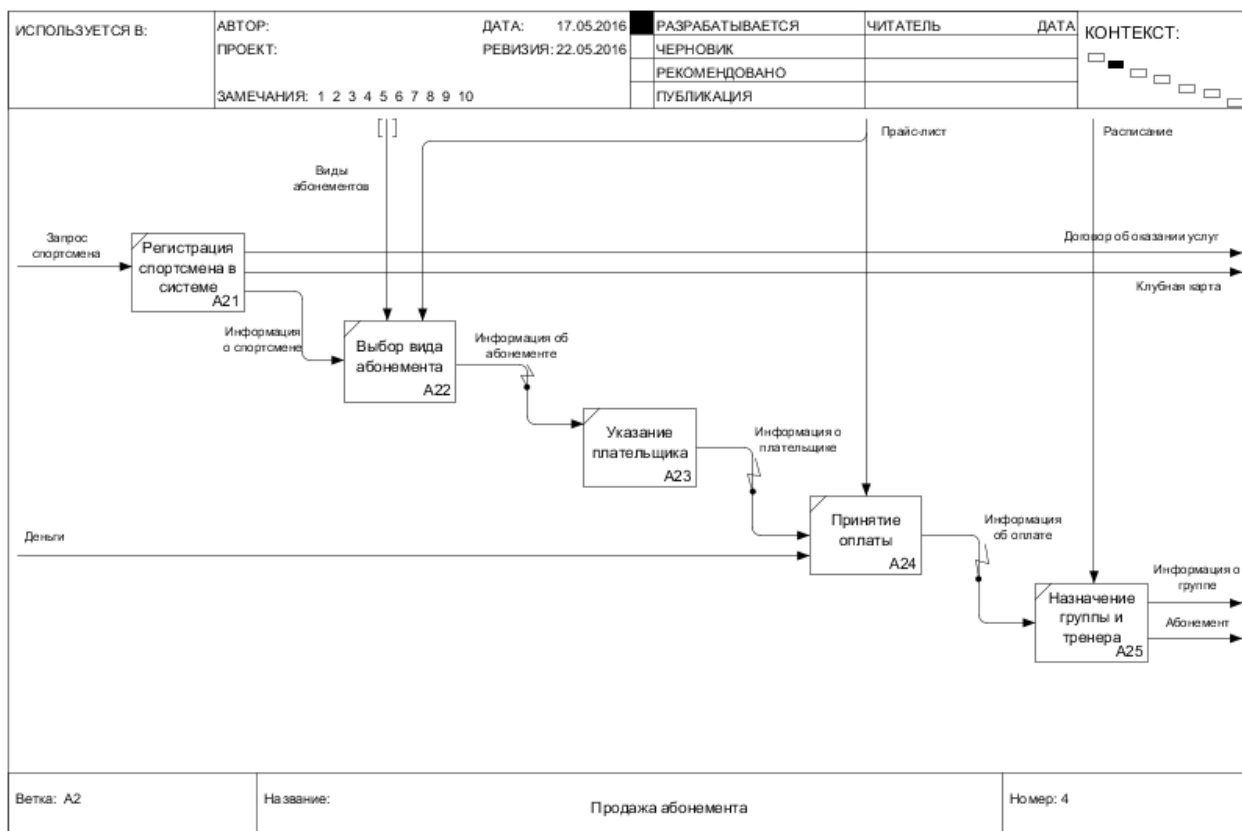 ИСПОЛЬЗУЕТСЯ В:
АВТОР:
ДАТА: 17.05.2016
ПРОЕКТ:
РЕВИЗИЯ: 22.05.2016
ЗАМЕЧАНИЯ: 1 2 3 4 5 6 7 8 9 10
РАЗРАБАТЫВАЕТСЯ
ЧЕРНОВИК
РЕКОМЕНДОВАНО
ПУБЛИКАЦИЯ
ЧИТАТЕЛЬ
ДАТА
КОНТЕКСТ:
[ ]
Прайс-лист
Расписание
Виды
абонементов
Запрос
спортсмена
Регистрация
спортсмена в
системе
A21
Договор об оказании услуг
Клубная карта
Информация
о спортсмене
Выбор вида
абонемента
A22
Информация об
абонементе
Указание
плательщика
A23
Информация о
плательщике
Деньги
Принятие
оплаты
A24
Информация
об оплате
Назначение
группы и
тренера
A25
Информация о
группе
Абонемент
Ветка: A2
Название:
Продажа абонемента
Номер: 4